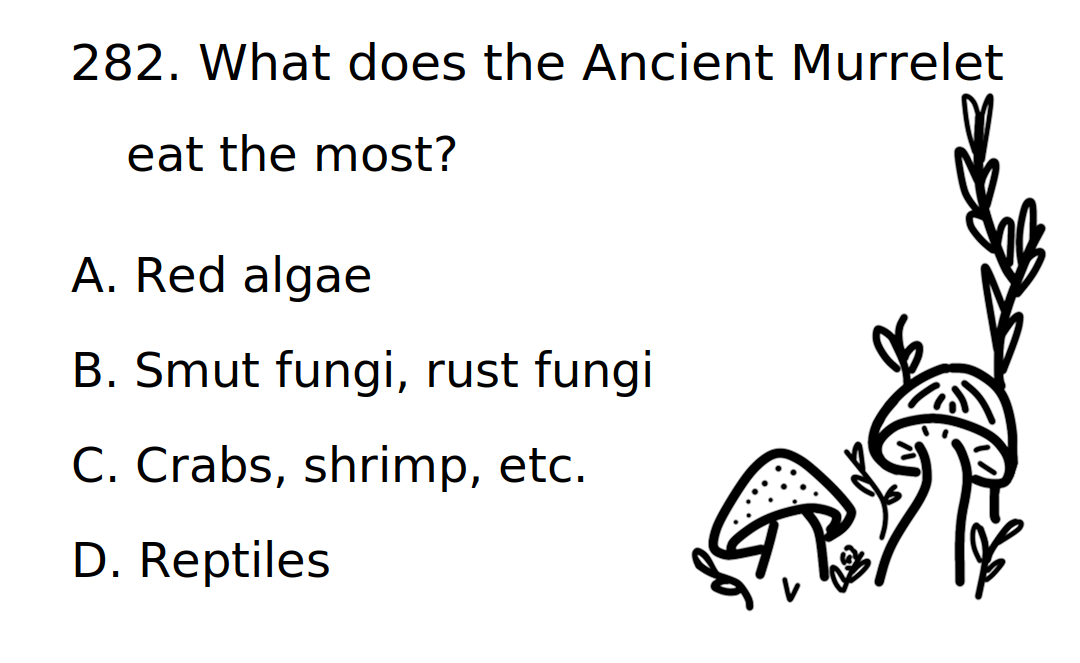 282. What does the Ancient Murrelet
eat the most?
A. Red algae
B. Smut fungi, rust fungi
C. Crabs, shrimp, etc.
D. Reptiles